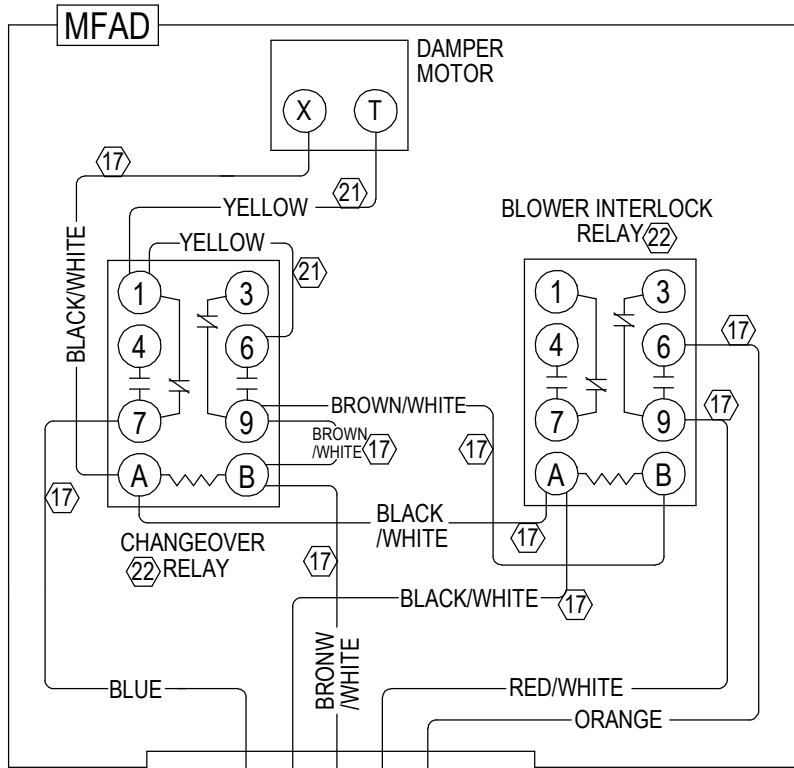 MFAD
DAMPER
MOTOR
X
T
17
21
YELLOW
BLOWER INTERLOCK
RELAY 22
YELLOW
21
BLACK/WHITE
1
3
4
6
7
9
A
B
1
3
4
6
7
9
A
B
17
17
BROWN/WHITE
BROWN
/WHITE 17
17
17
BLACK
/WHITE
17
CHANGEOVER
22 RELAY
17
BLACK/WHITE
17
BRONW
/WHITE
BLUE
RED/WHITE
ORANGE